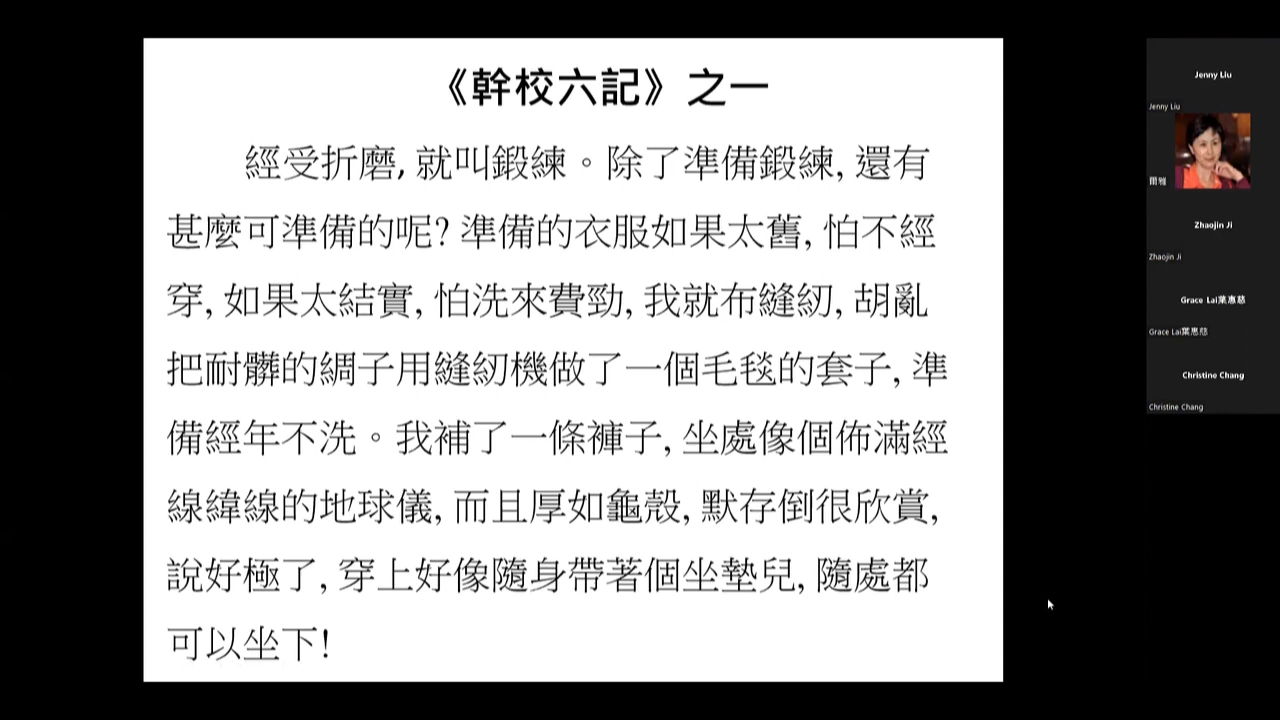 《幹校六記》之一
經受折磨, 就叫鍛練。除了準備鍛練, 還有
甚麼可準備的呢? 準備的衣服如果太舊, 怕不經
穿, 如果太結實, 怕洗來費勁, 我就布縫紉, 胡亂
把耐髒的綢子用縫紉機做了一個毛毯的套子, 準
備經年不洗。我補了一條褲子, 坐處像個佈滿經
線緯線的地球儀, 而且厚如龜殼, 默存倒很欣賞,
說好極了, 穿上好像隨身帶著個坐墊兒, 隨處都
可以坐下!
Jenny Liu
Jenny Liu
爾雅
Zhaojin Ji
Zhaojin Ji
Grace Lai葉惠慈
Grace Lai葉惠慈
Christine Chang
Christine Chang